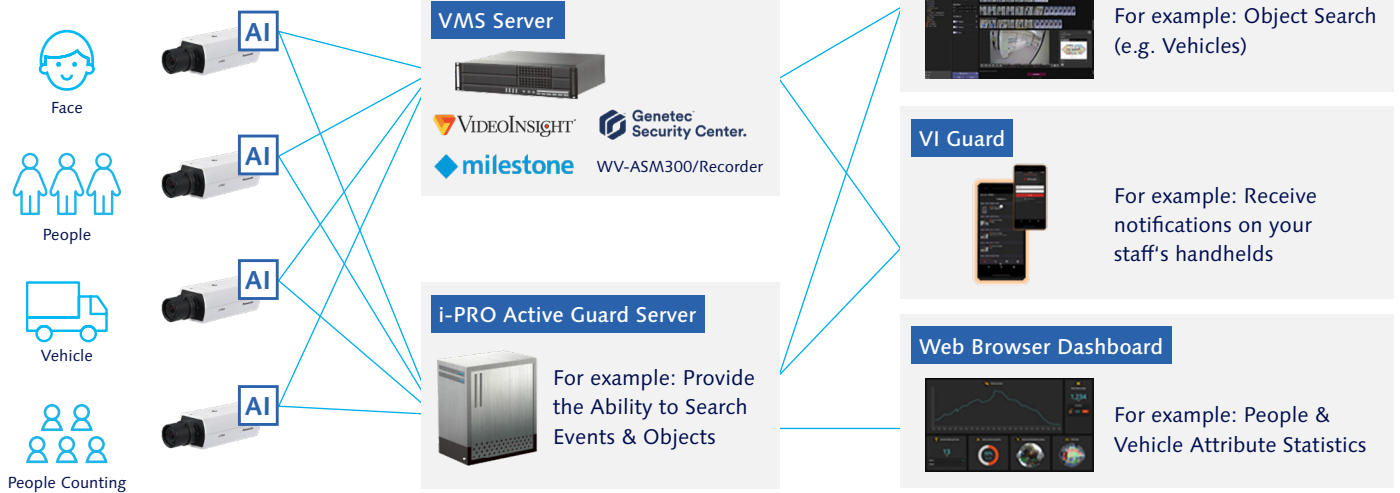 Face
People
Vehicle
People Counting
AI
AI
AI
AI
VMS Server
VIDEOINSIGHT
Genetec
Security Center.
milestone
WV-ASM300/Recorder
i-PRO Active Guard Server
For example: Provide
the Ability to Search
Events & Objects
For example: Object Search
(e.g. Vehicles)
VI Guard
For example: Receive
notifications on your
staff‘s handhelds
Web Browser Dashboard
1,234
For example: People &
Vehicle Attribute Statistics